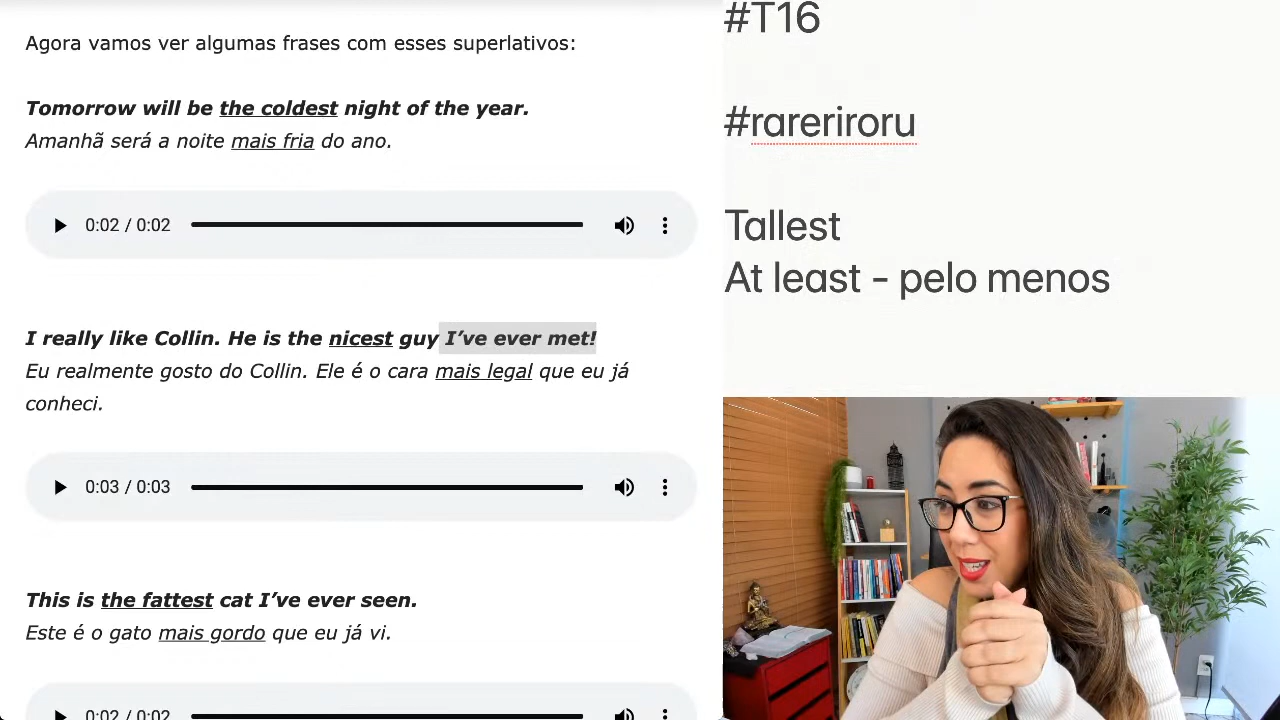 Agora vamos ver algumas frases com esses superlativos:
Tomorrow will be the coldest night of the year.
Amanhã será a noite mais fria do ano.
0:02 / 0:02
I really like Collin. He is the nicest guy I’ve ever met!
Eu realmente gosto do Collin. Ele é o cara mais legal que eu já
conheci.
0:03 / 0:03
This is the fattest cat I’ve ever seen.
Este é o gato mais gordo que eu já vi.
0:02 / 0:02
#T16
#rareriroru
Tallest
At least - pelo menos